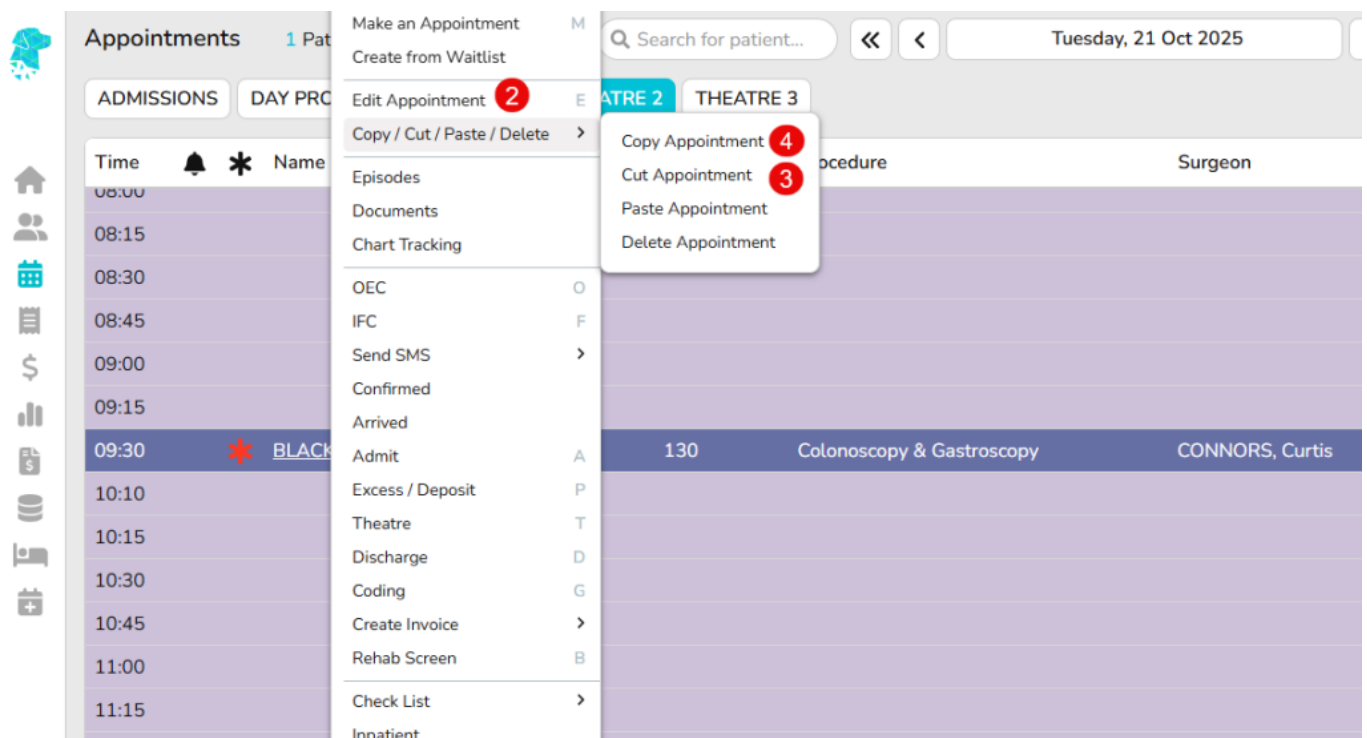 Appointments
1 Pat
Search for patient...
Tuesday, 21 Oct 2025
ADMISSIONS
DAY PRO
ATRE 2
THEATRE 3
Time
Name
ocedure
Surgeon
08:00
08:15
08:30
08:45
09:00
09:15
09:30 BLACK 130 Colonoscopy & Gastroscopy CONNORS, Curtis
10:10
10:15
10:30
10:45
11:00
11:15
Make an Appointment M
Create from Waitlist
Edit Appointment 2 E
Copy / Cut / Paste / Delete
Episodes
Documents
Chart Tracking
OEC O
IFC F
Send SMS
Confirmed
Arrived
Admit A
Excess / Deposit P
Theatre T
Discharge D
Coding G
Create Invoice
Rehab Screen B
Check List
Inpatient
Copy Appointment 4
Cut Appointment 3
Paste Appointment
Delete Appointment